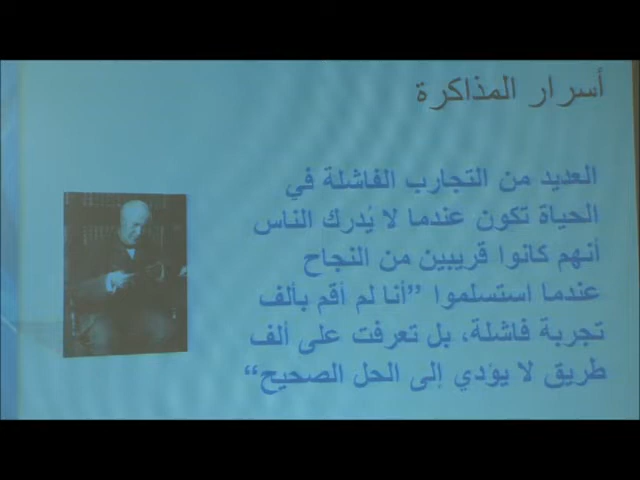 أسرار المذاكرة
العديد من التجارب الفاشلة في
الحياة تكون عندما لا يُدرك الناس
أنهم كانوا قريبين من النجاح
عندما استسلموا ”أنا لم أقم بألف
تجربة فاشلة، بل تعرفت على ألف
طريق لا يؤدي إلى الحل الصحيح“